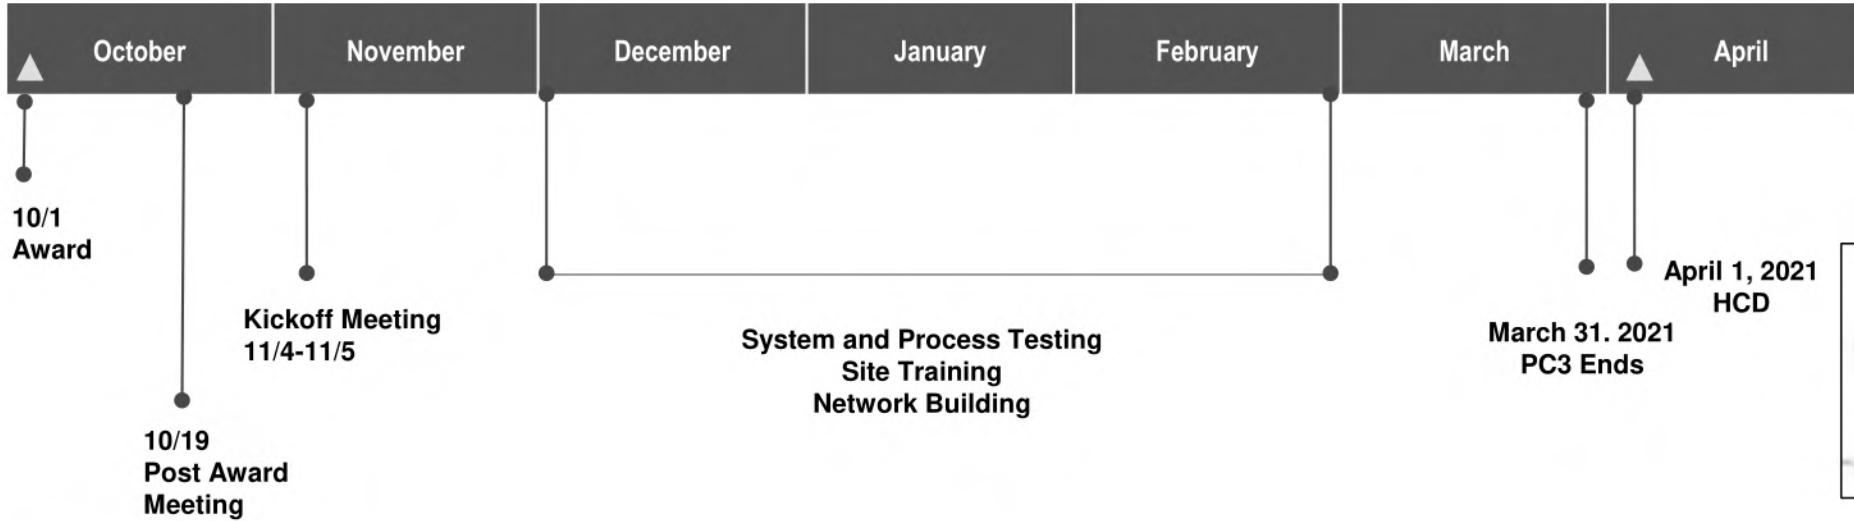 October
November
December
January
February
March
April
10/1
Award
10/19
Post Award
Meeting
Kickoff Meeting
11/4-11/5
System and Process Testing
Site Training
Network Building
March 31. 2021
PC3 Ends
April 1, 2021
HCD